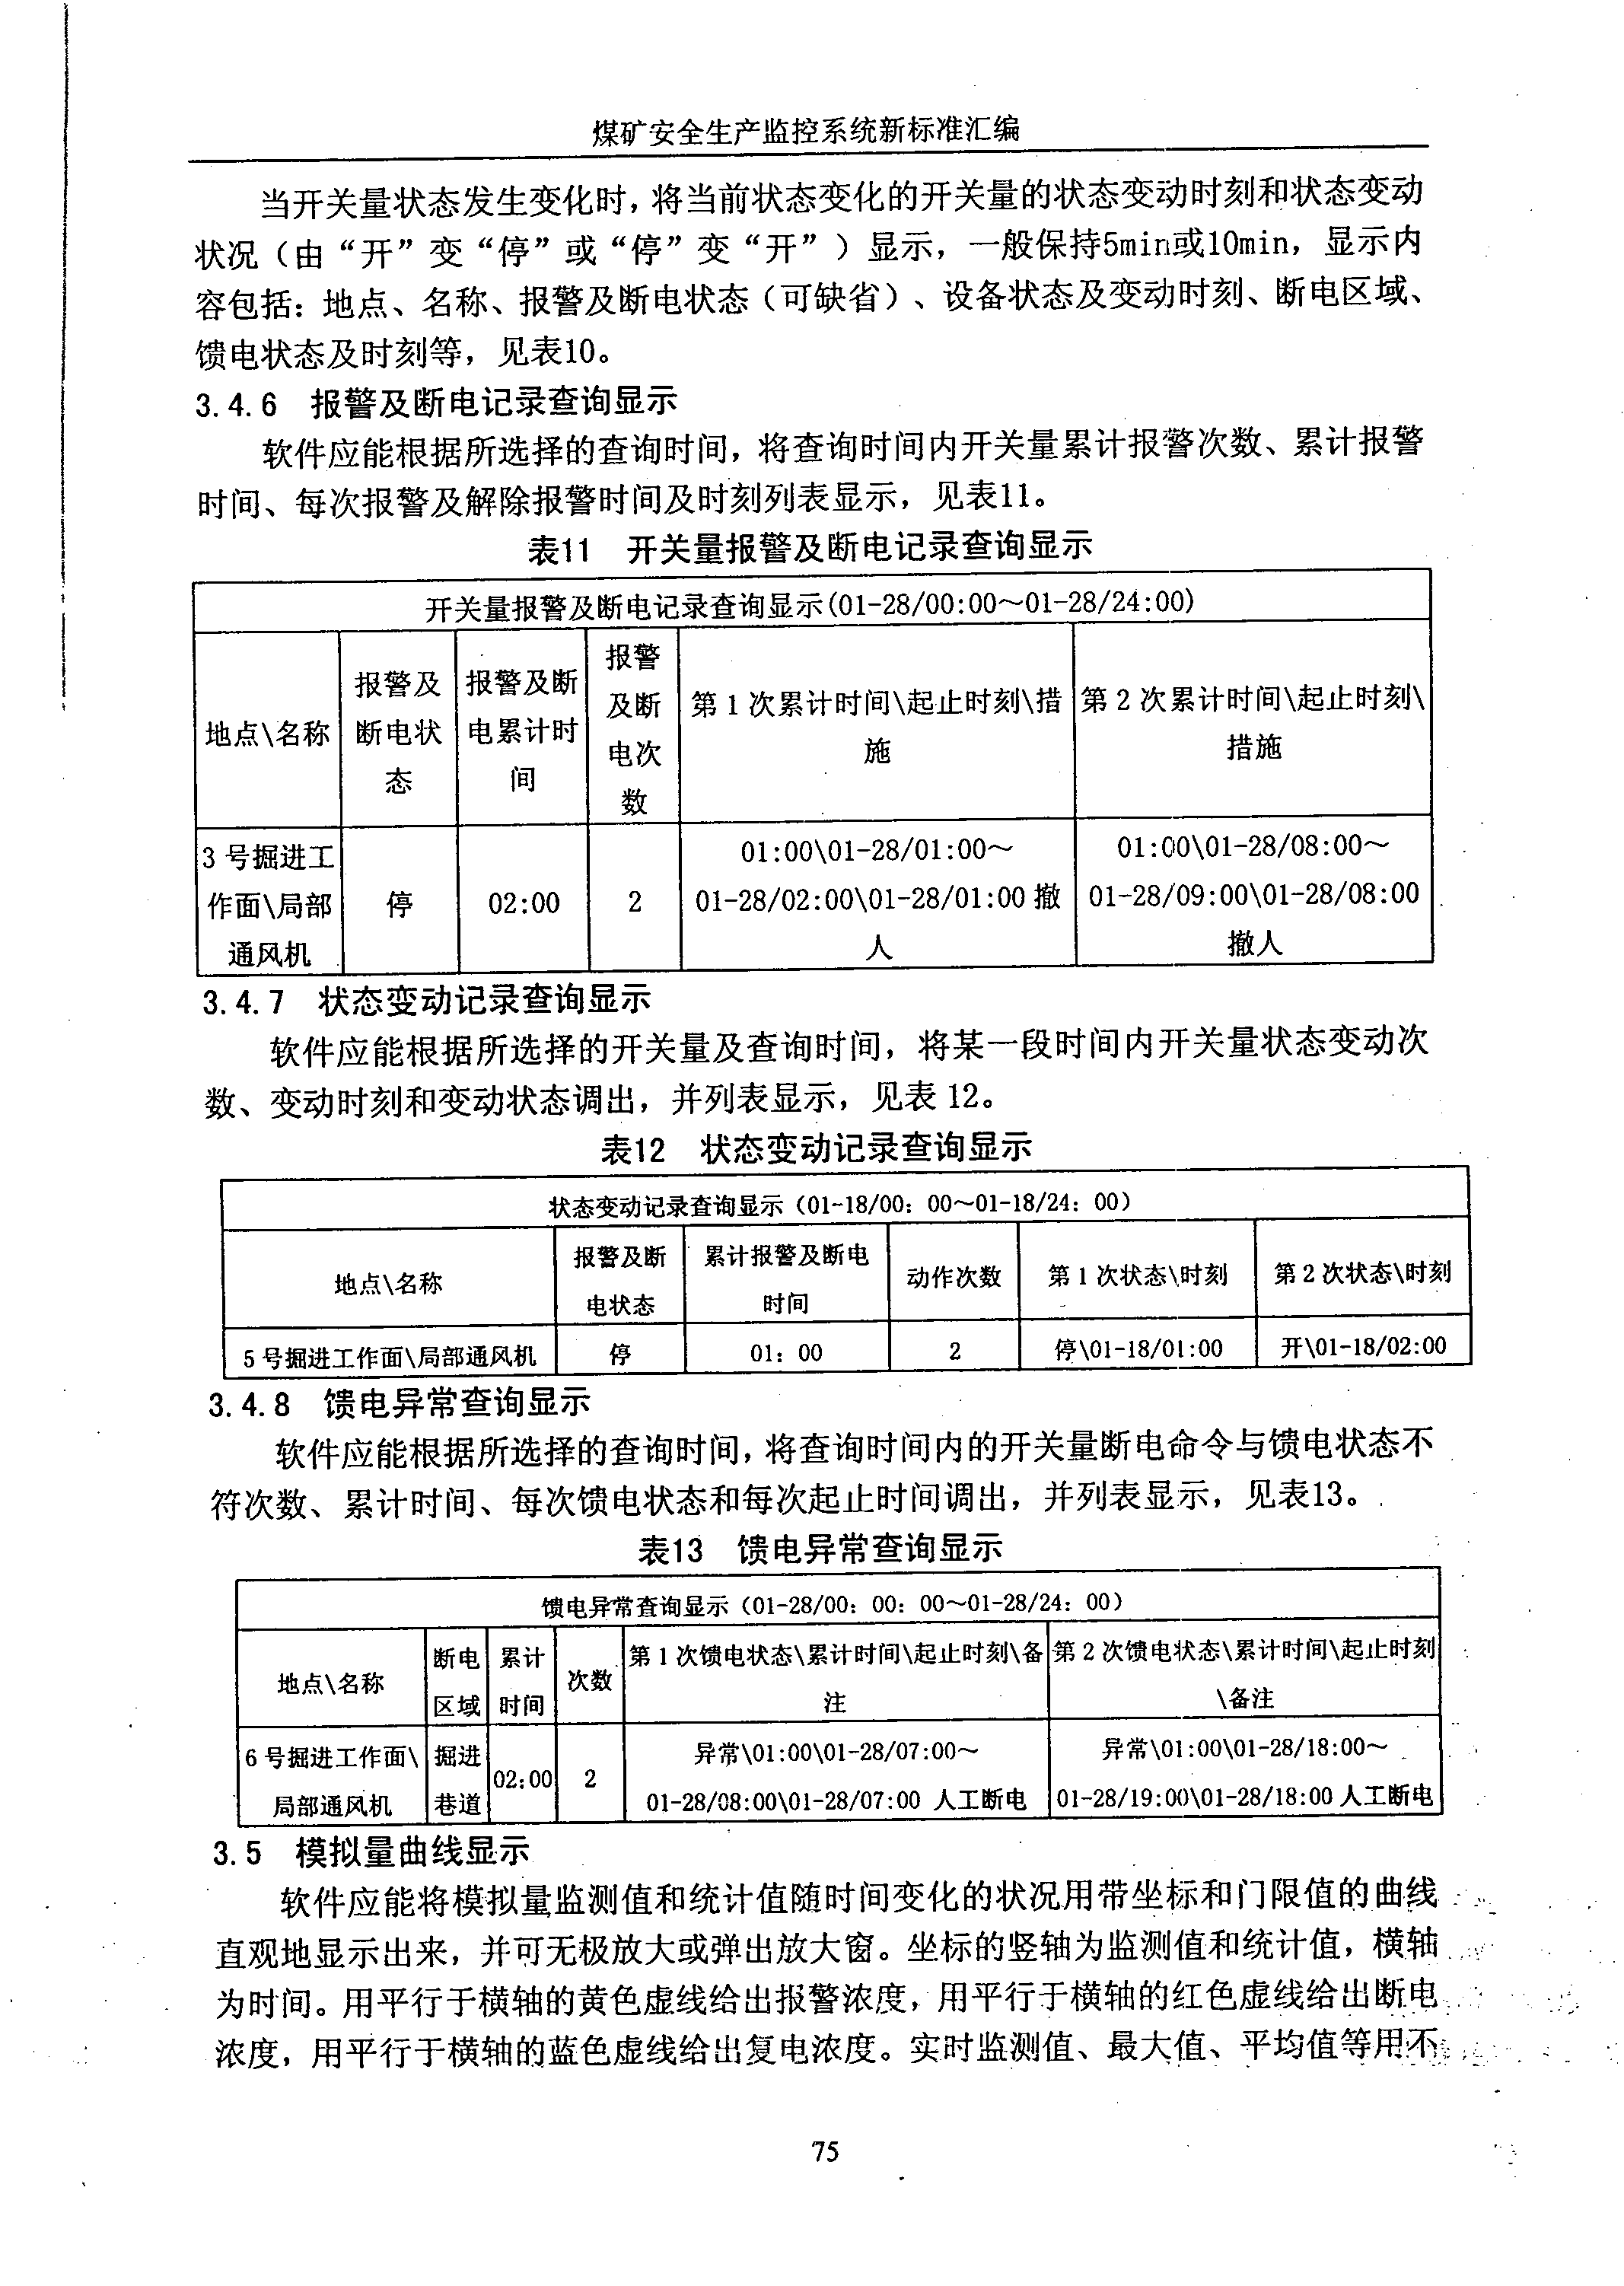 煤矿安全生产监控系统新标准汇编
当开关量状态发生变化时，将当前状态变化的开关量的状态变动时刻和状态变动
状况（由“开”变“停”或“停”变“开”）显示，一般保持5min或10min，显示内
容包括：地点、名称、报警及断电状态（可缺省）、设备状态及变动时刻、断电区域、
馈电状态及时刻等，见表10。
3.4.6 报警及断电记录查询显示
软件应能根据所选择的查询时间，将查询时间内开关量累计报警次数、累计报警
时间、每次报警及解除报警时间及时刻列表显示，见表11。
表11 开关量报警及断电记录查询显示
开关量报警及断电记录查询显示(01-28/00:00～01-28/24:00)
地点\名称
报警及
断电状
态
报警及断
电累计时
间
报警
及断
电次
数
第 1 次累计时间\起止时刻\措
施
第 2 次累计时间\起止时刻\
措施
3 号掘进工
作面\局部
通风机
停
02:00
2
01:00\01-28/01:00～
01-28/02:00\01-28/01:00 撤
人
01:00\01-28/08:00～
01-28/09:00\01-28/08:00
撤人
3.4.7 状态变动记录查询显示
软件应能根据所选择的开关量及查询时间，将某一段时间内开关量状态变动次
数、变动时刻和变动状态调出，并列表显示，见表 12。
表12 状态变动记录查询显示
状态变动记录查询显示（01-18/00：00～01-18/24：00）
地点\名称
报警及断
电状态
累计报警及断电
时间
动作次数
第 1 次状态\时刻
第 2 次状态\时刻
5 号掘进工作面\局部通风机
停
01：00
2
停\01-18/01:00
开\01-18/02:00
3.4.8 馈电异常查询显示
软件应能根据所选择的查询时间，将查询时间内的开关量断电命令与馈电状态不
符次数、累计时间、每次馈电状态和每次起止时间调出，并列表显示，见表13。
表13 馈电异常查询显示
馈电异常查询显示（01-28/00：00：00～01-28/24：00）
地点\名称
断电
区域
累计
时间
次数
第 1 次馈电状态\累计时间\起止时刻\备
注
第 2 次馈电状态\累计时间\起止时刻
\备注
6 号掘进工作面\
局部通风机
掘进
巷道
02:00
2
异常\01:00\01-28/07:00～
01-28/08:00\01-28/07:00 人工断电
异常\01:00\01-28/18:00～
01-28/19:00\01-28/18:00 人工断电
3.5 模拟量曲线显示
软件应能将模拟量监测值和统计值随时间变化的状况用带坐标和门限值的曲线
直观地显示出来，并可无极放大或弹出放大窗。坐标的竖轴为监测值和统计值，横轴
为时间。用平行于横轴的黄色虚线给出报警浓度，用平行于横轴的红色虚线给出断电
浓度，用平行于横轴的蓝色虚线给出复电浓度。实时监测值、最大值、平均值等用不
75